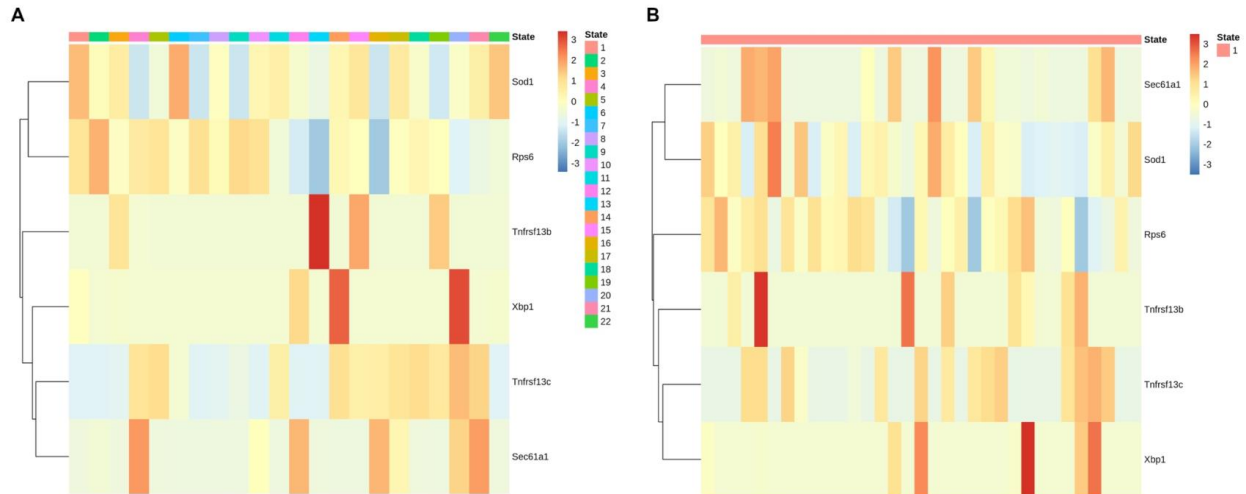 A
State
3
2
1
0
-1
-2
-3
State
1
2
3
4
5
6
7
8
9
10
11
12
13
14
15
16
17
18
19
20
21
22
Sod1
Rps6
Tnfrsf13b
Xbp1
Tnfrsf13c
Sec61a1
B
State
3
2
1
0
-1
-2
-3
State
1
Sec61a1
Sod1
Rps6
Tnfrsf13b
Tnfrsf13c
Xbp1